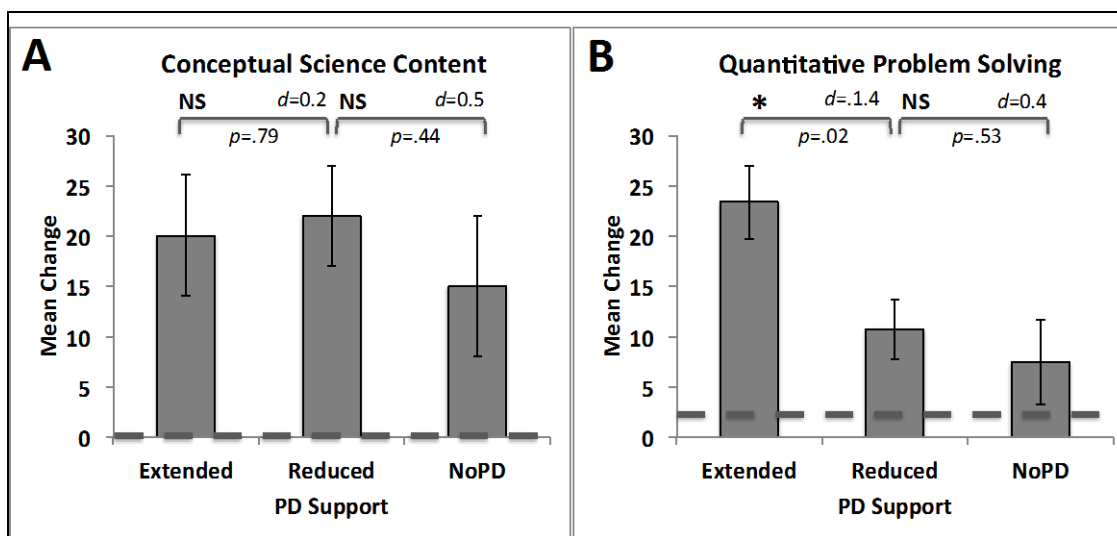 A
Conceptual Science Content
NS d=0.2 NS d=0.5
p=.79 p=.44
30
25
20
15
10
5
0
Mean Change
Extended Reduced NoPD
PD Support
B
Quantitative Problem Solving
* d=.1.4 NS d=0.4
p=.02 p=.53
30
25
20
15
10
5
0
Mean Change
Extended Reduced NoPD
PD Support